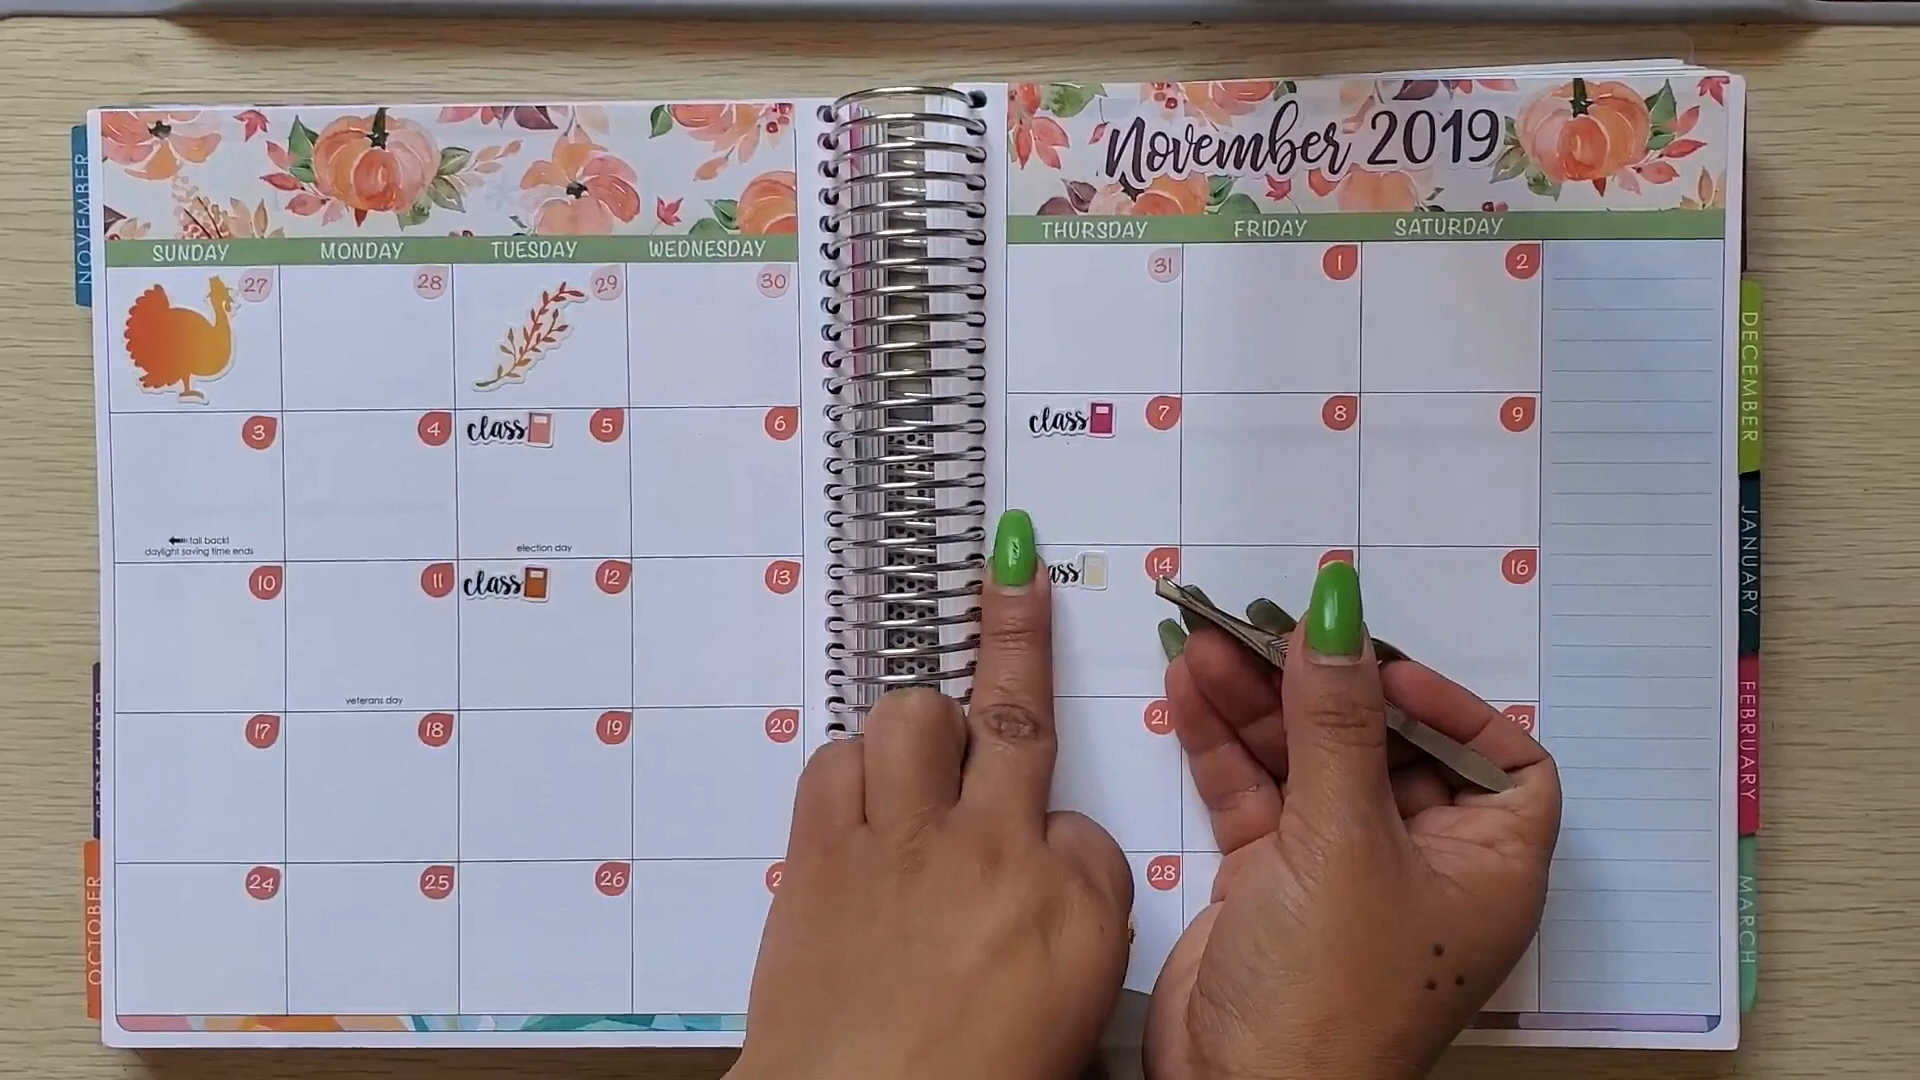 November 2019
SUNDAY MONDAY TUESDAY WEDNESDAY THURSDAY FRIDAY SATURDAY
27 28 29 30 31 1 2
3 4 class 5 6 class 7 8 9
fall back!
daylight saving time ends
election day
10 11 class 12 13 14 16
veterans day
17 18 19 20 21 23
24 25 26 28
NOVEMBER
OCTOBER
DECEMBER
JANUARY
FEBRUARY
MARCH